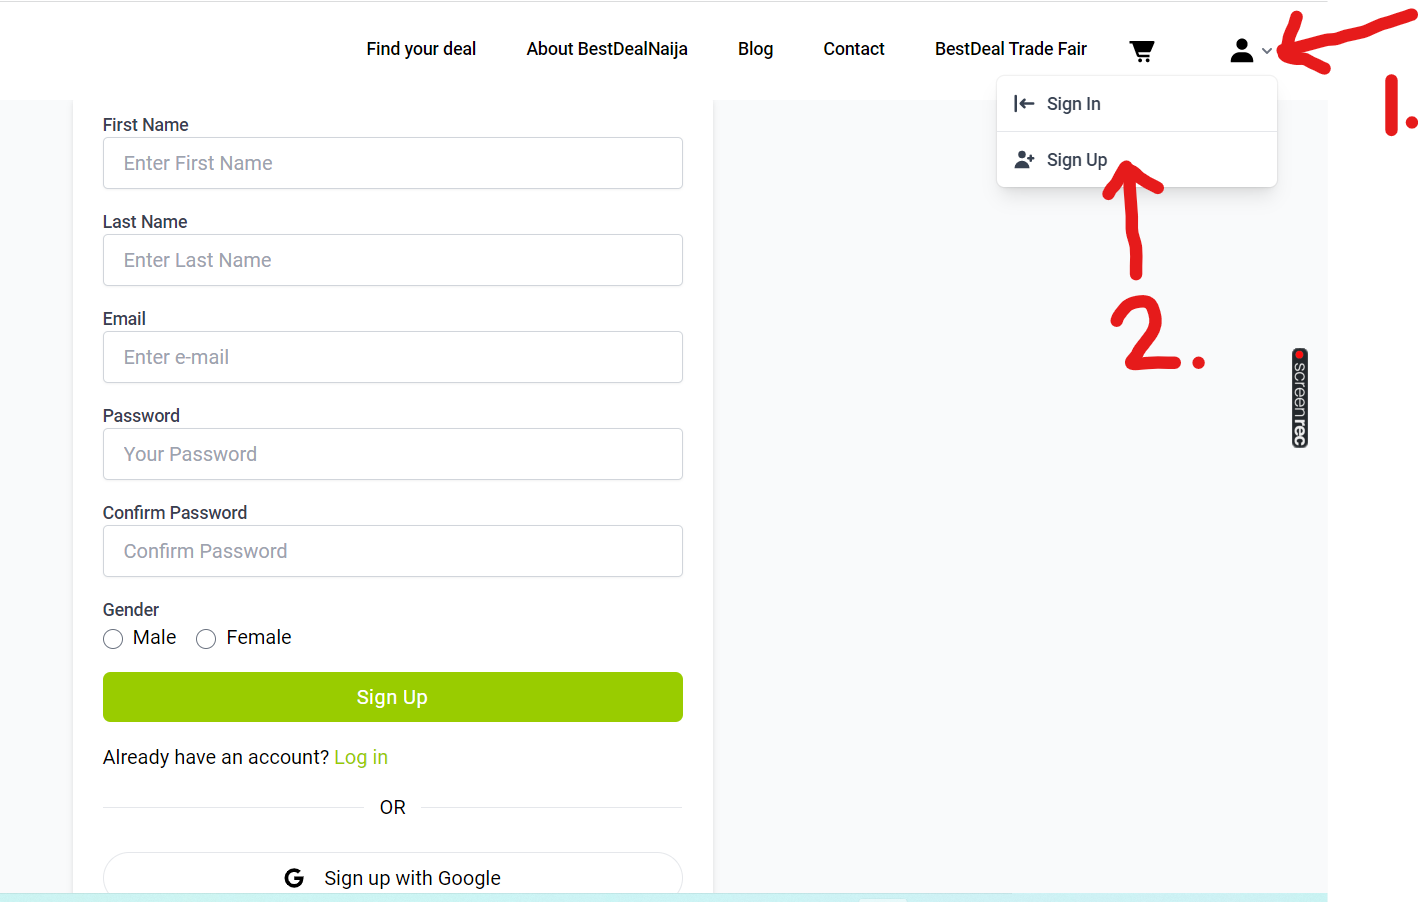 Find your deal About BestDealNaija Blog Contact BestDeal Trade Fair
1.
Sign In
Sign Up
2.
First Name
Enter First Name
Last Name
Enter Last Name
Email
Enter e-mail
Password
Your Password
Confirm Password
Confirm Password
Gender
Male Female
Sign Up
Already have an account? Log in
OR
G Sign up with Google
screenrec